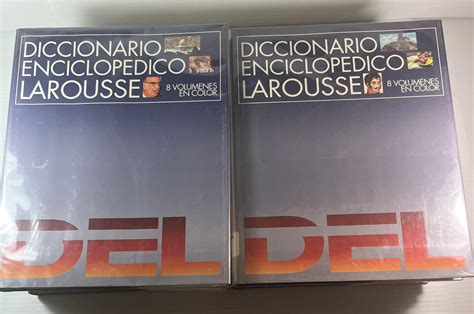 DICCIONARIO
ENCICLOPEDICO
LAROUSSE
8 VOLUMENES
EN COLOR
DEL
DICCIONARIO
ENCICLOPEDICO
LAROUSSE
8 VOLUMENES
EN COLOR
DEL